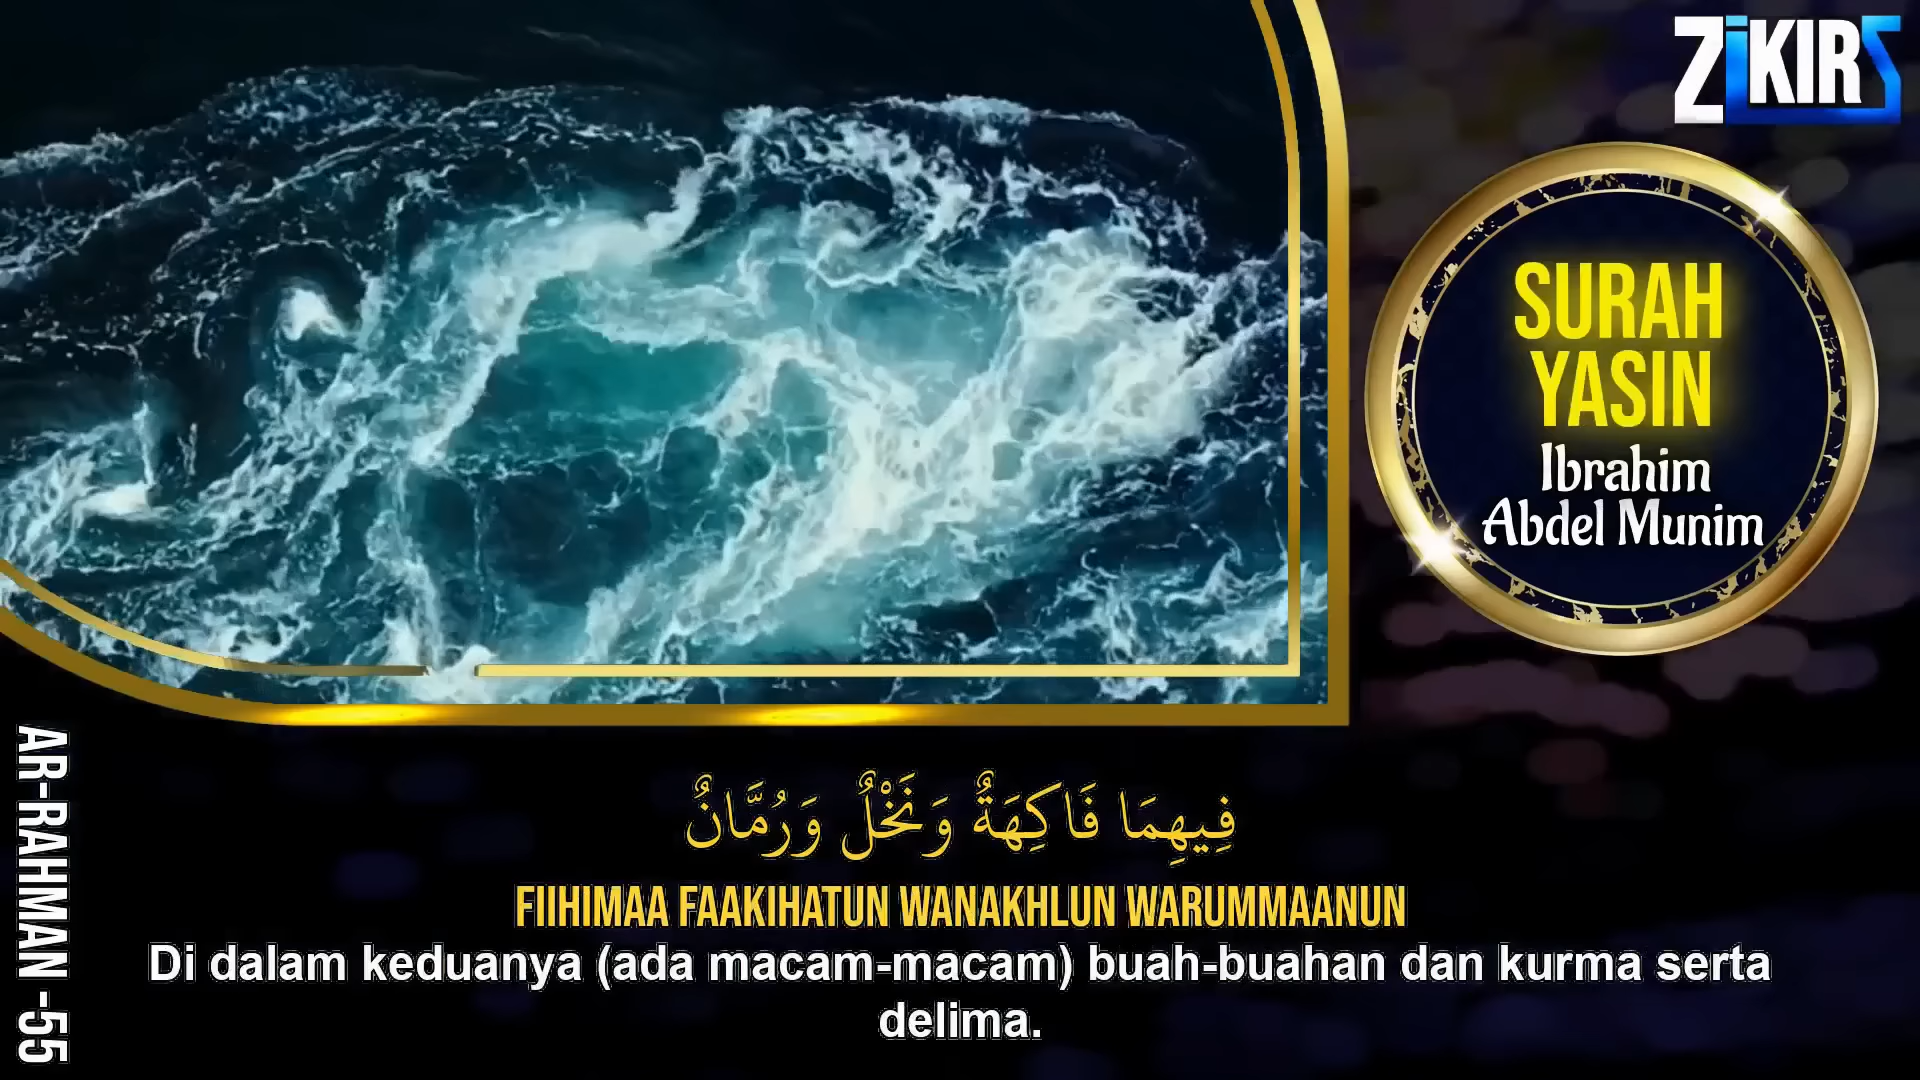 ZiKIRS
SURAH
YASIN
Ibrahim
Abdel Munim
AR-RAHMAN -55
فِيهِمَا فَاكِهَةٌ وَنَخْلٌ وَرُمَّانٌ
FIIHIMAA FAAKIHATUN WANAKHLUN WARUMMAANUN
Di dalam keduanya (ada macam-macam) buah-buahan dan kurma serta
delima.